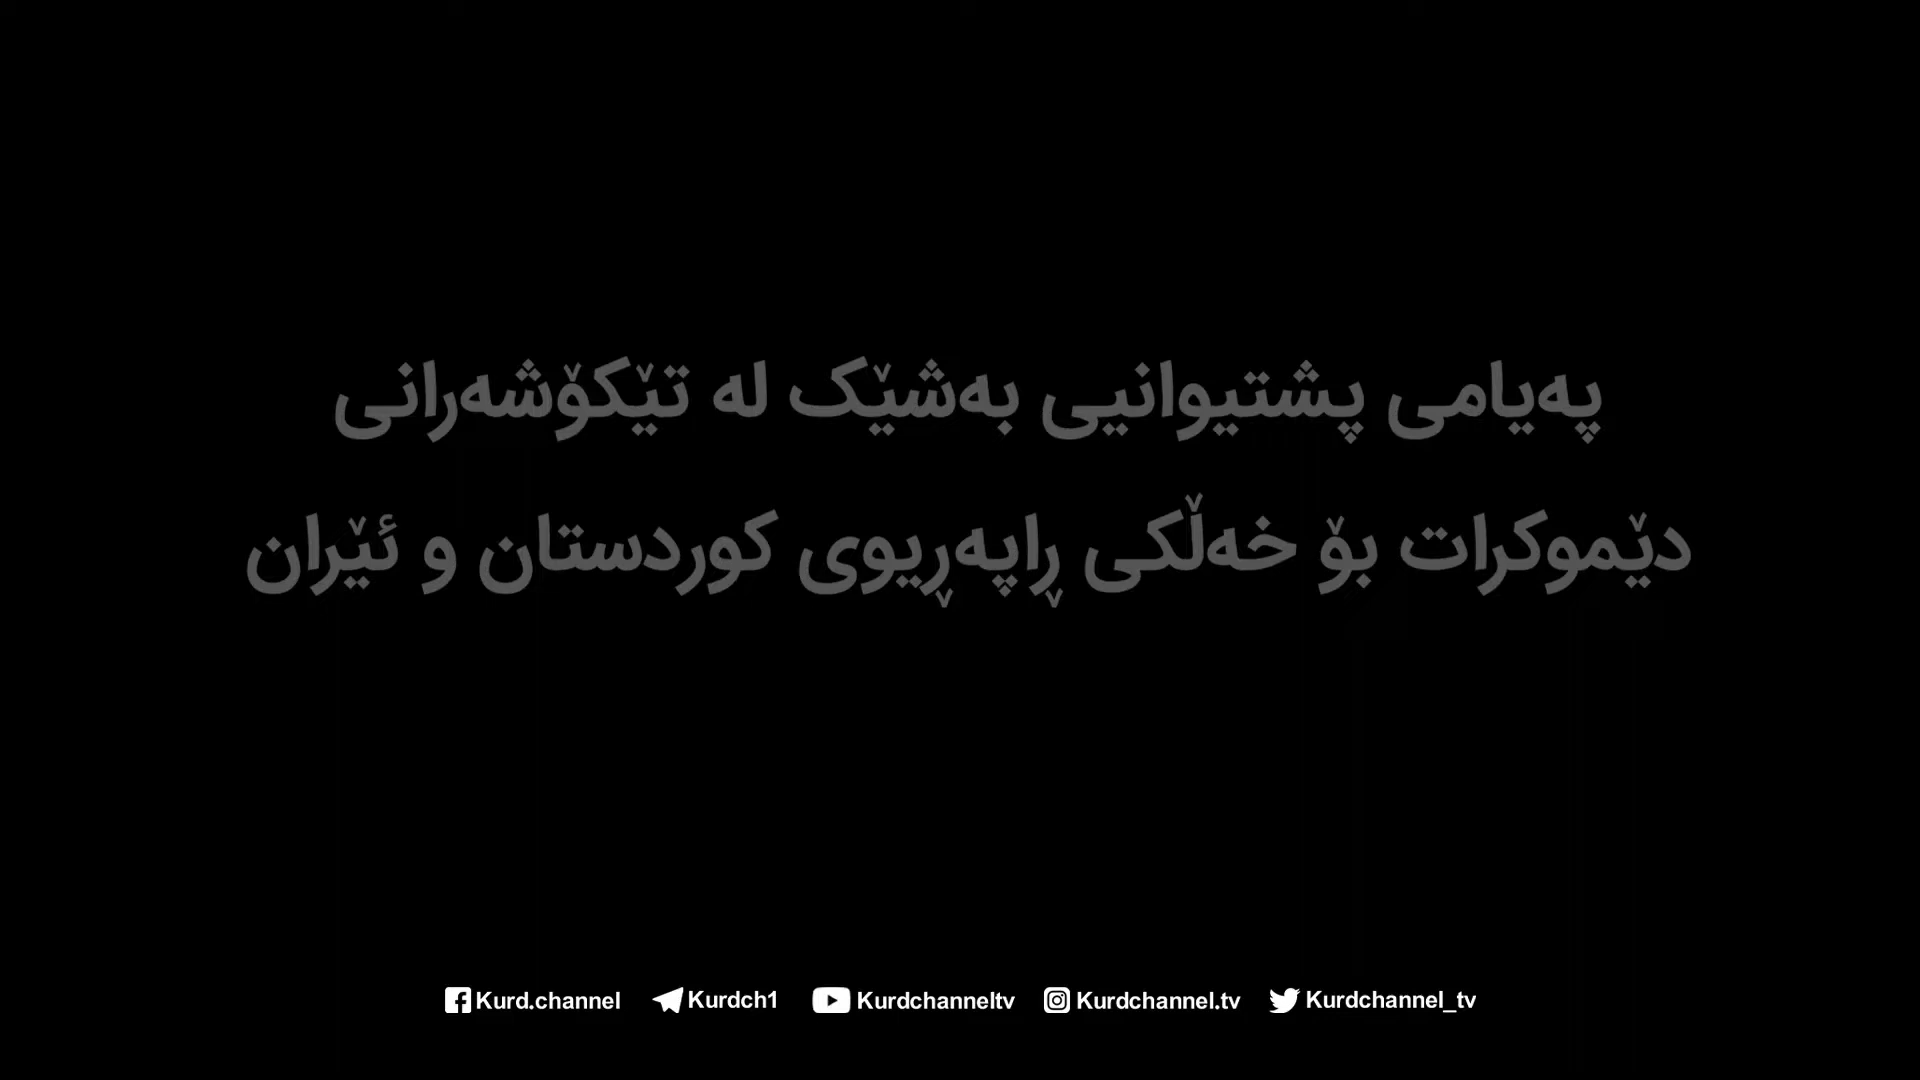 پەیامی پشتیوانیی بەشێک لە تێکۆشەرانی
دێموکرات بۆ خەڵکی ڕاپەڕیوی کوردستان و ئێران
Kurd.channel Kurdch1 Kurdchanneltv Kurdchannel.tv Kurdchannel_tv